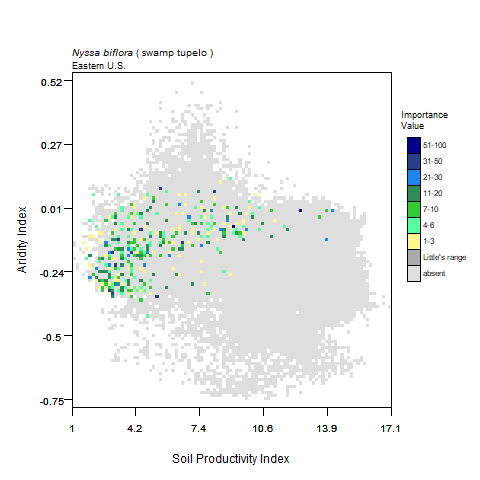 Nyssa biflora ( swamp tupelo )
Eastern U.S.
Importance
Value
51-100
31-50
21-30
11-20
7-10
4-6
1-3
Little's range
absent
Aridity Index
0.52
0.27
0.01
-0.24
-0.5
-0.75
1 4.2 7.4 10.6 13.9 17.1
Soil Productivity Index